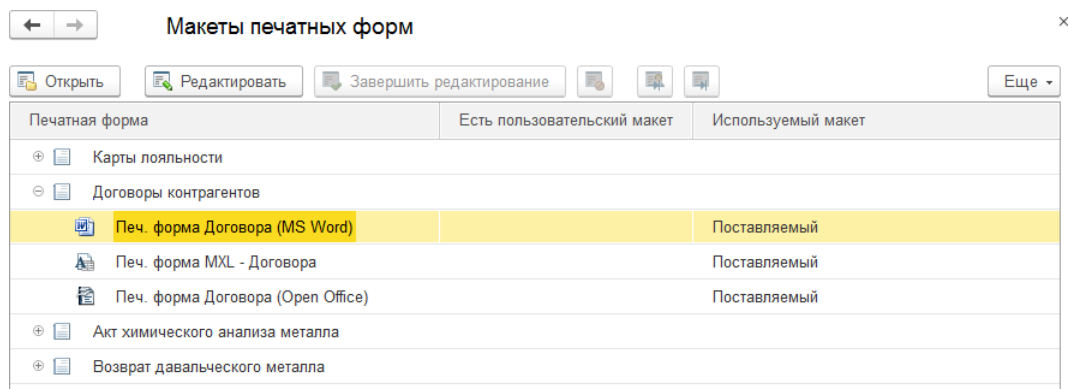 Макеты печатных форм
Открыть Редактировать Завершить редактирование Еще
Печатная форма Есть пользовательский макет Используемый макет
Карты лояльности
Договоры контрагентов
Печ. форма Договора (MS Word) Поставляемый
Печ. форма MXL - Договора Поставляемый
Печ. форма Договора (Open Office) Поставляемый
Акт химического анализа металла
Возврат давальческого металла